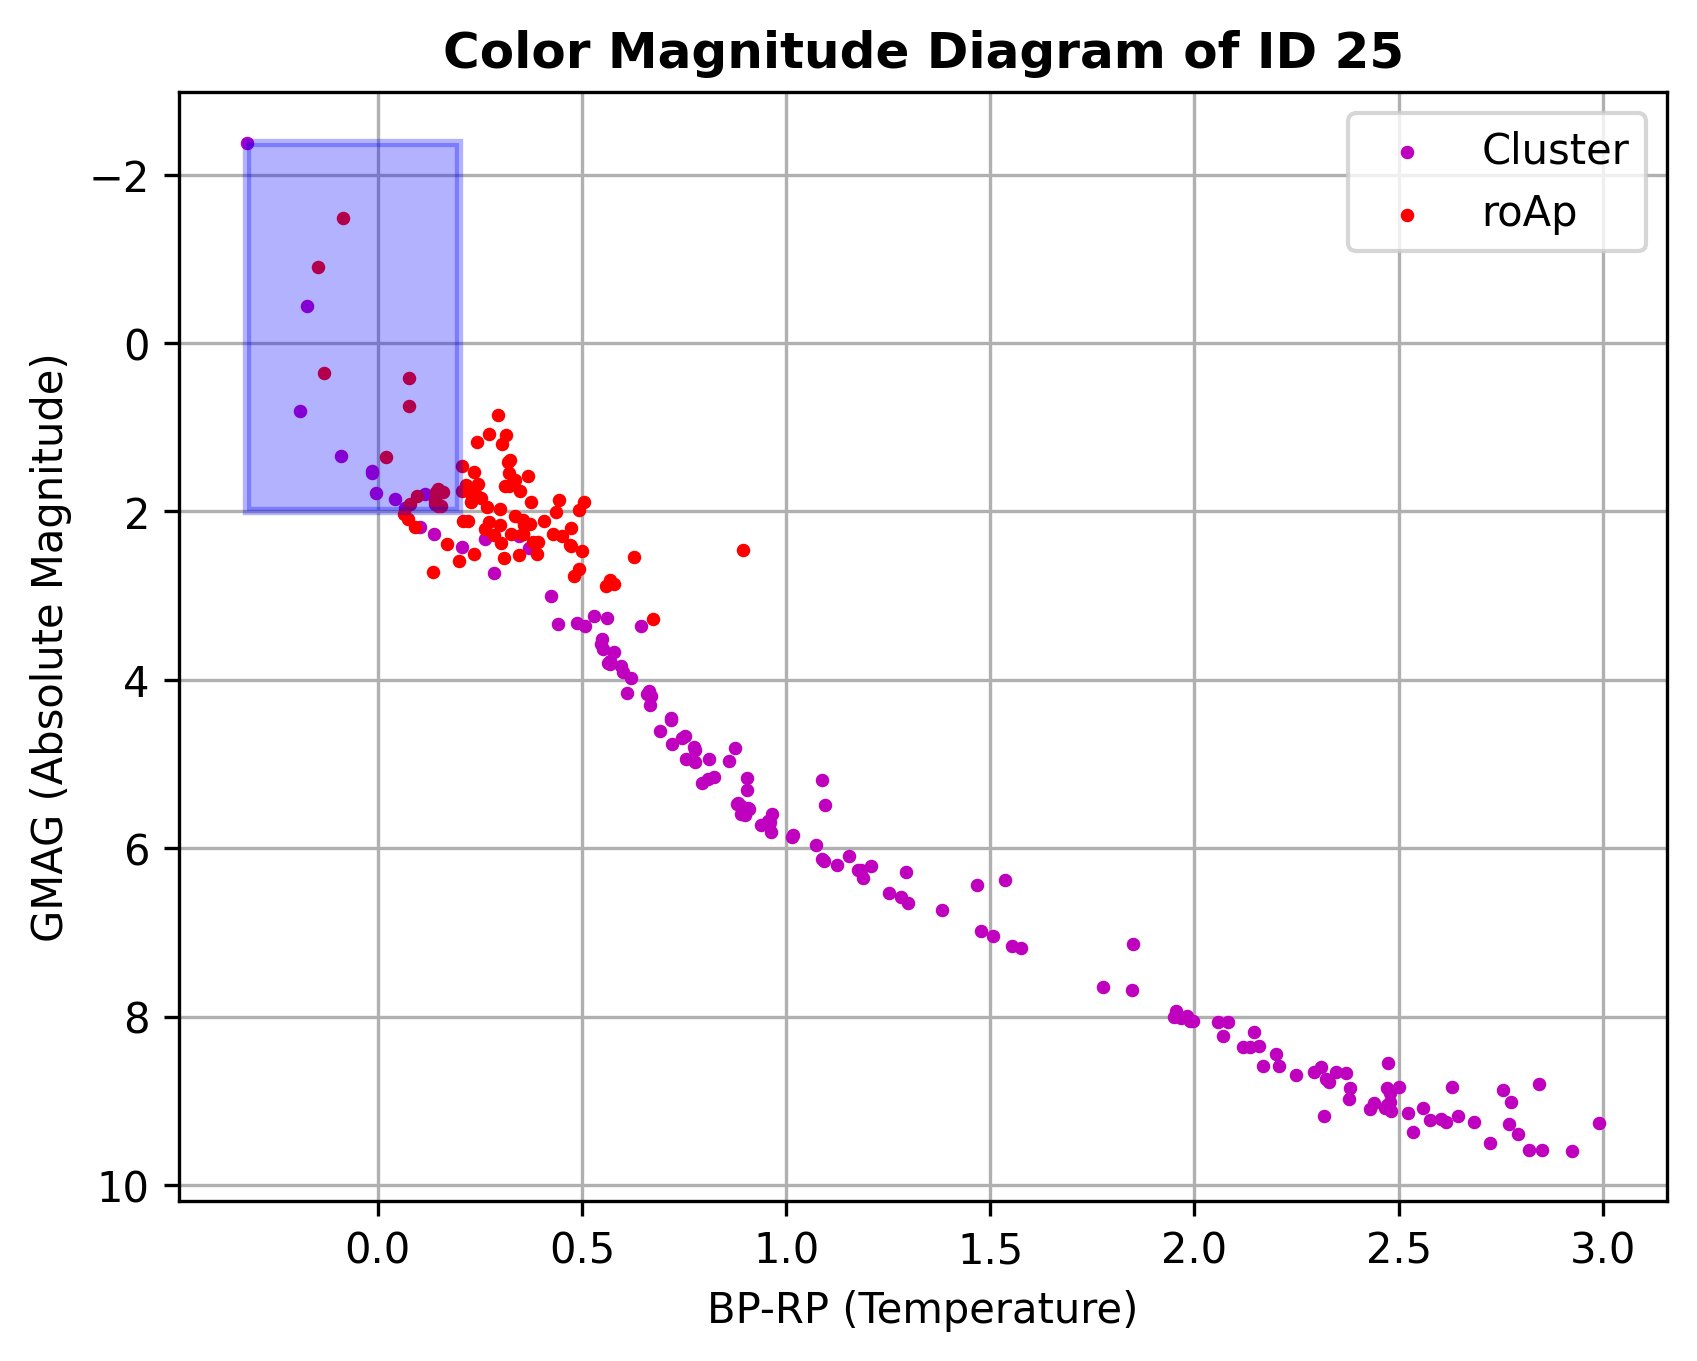 Color Magnitude Diagram of ID 25
Cluster
roAp
GMAG (Absolute Magnitude)
−2
0
2
4
6
8
10
0.0 0.5 1.0 1.5 2.0 2.5 3.0
BP-RP (Temperature)